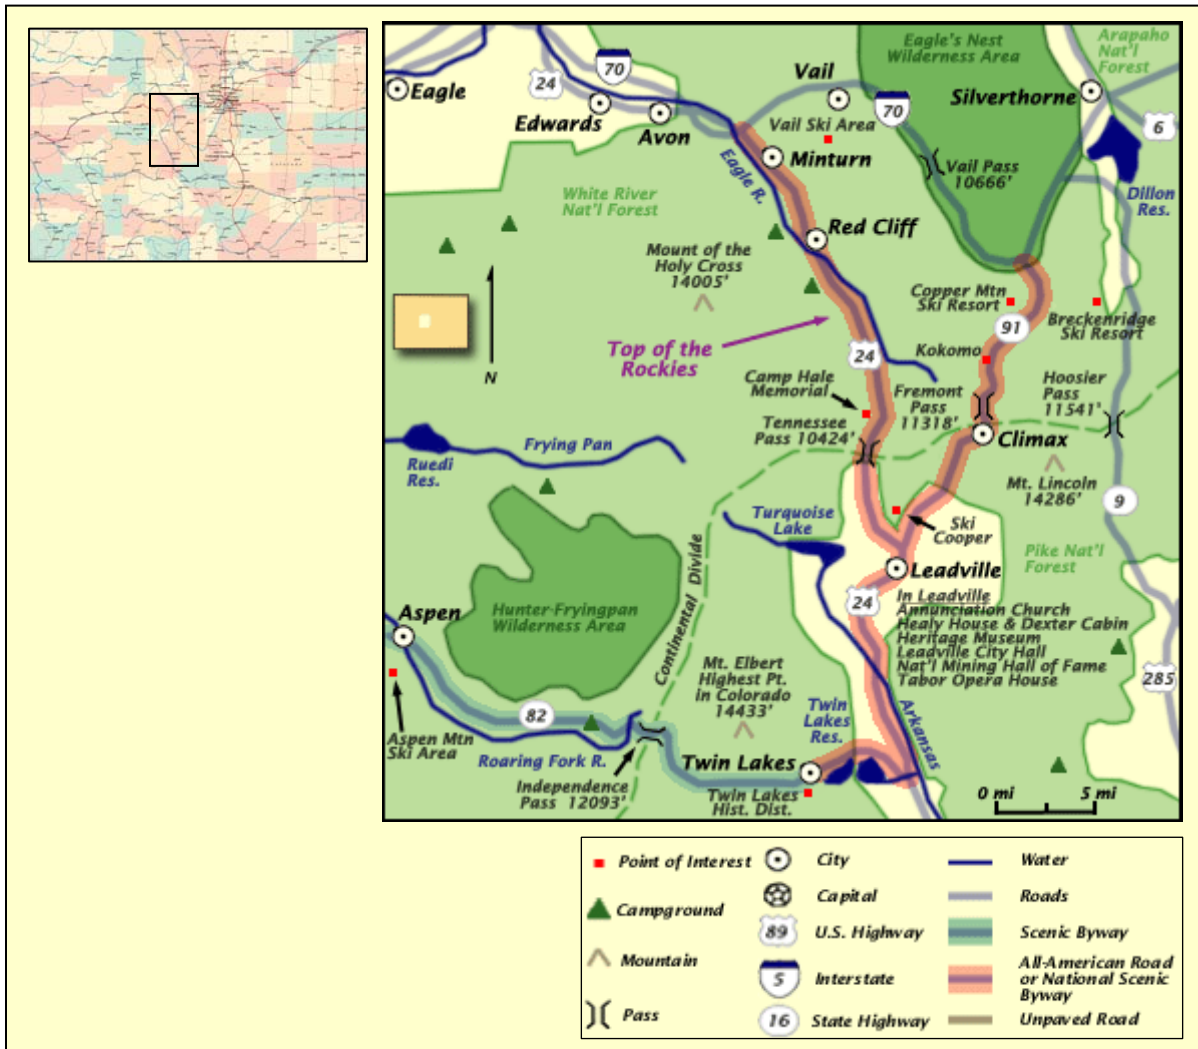 Eagle
24
70
Edwards
Avon
Vail
Vail Ski Area
70
Eagle's Nest
Wilderness Area
Arapaho
Nat'l
Forest
Silverthorne
6
Minturn
Eagle R.
Vail Pass
10666'
Dillon
Res.
White River
Nat'l Forest
Red Cliff
Mount of the
Holy Cross
14005'
Copper Mtn
Ski Resort
91
Breckenridge
Ski Resort
Top of the
Rockies
24
Kokomo
N
Camp Hale
Memorial
Fremont
Pass
11318'
Hoosier
Pass
11541'
Tennessee
Pass 10424'
Climax
Ruedi
Res.
Frying Pan
Mt. Lincoln
14286'
9
Turquoise
Lake
Ski
Cooper
Pike Nat'l
Forest
Continental Divide
Leadville
24
In Leadville
Annunciation Church
Healy House & Dexter Cabin
Heritage Museum
Leadville City Hall
Nat'l Mining Hall of Fame
Tabor Opera House
Aspen
Hunter-Fryingpan
Wilderness Area
Mt. Elbert
Highest Pt.
in Colorado
14433'
285
82
Twin
Lakes
Res.
Arkansas
Aspen Mtn
Ski Area
Roaring Fork R.
Independence
Pass 12093'
Twin Lakes
Twin Lakes
Hist. Dist.
0 mi
5 mi
Point of Interest
City
Water
Campground
Capital
Roads
89
U.S. Highway
Scenic Byway
Mountain
5
Interstate
All-American Road
or National Scenic
Byway
Pass
16
State Highway
Unpaved Road